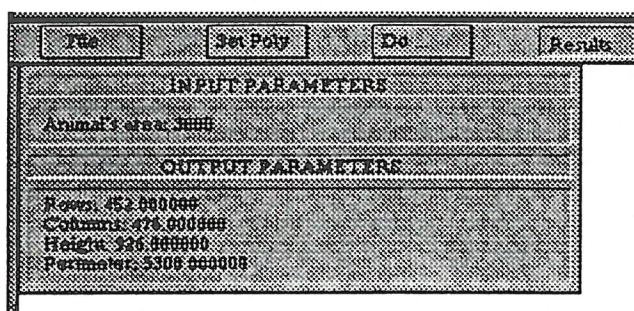 File Set Poly Do ... Results
INPUT PARAMETERS
Animal's area: 3000
OUTPUT PARAMETERS
Rows: 452.000000
Columns: 476.000000
Height: 926.000000
Perimeter: 5300.000000